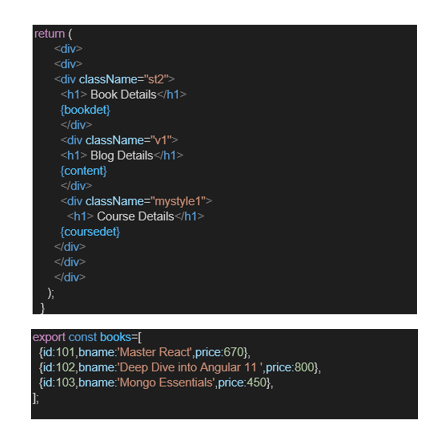 return (
<div>
<div>
<div className="st2">
<h1> Book Details</h1>
{bookdet}
</div>
<div className="v1">
<h1> Blog Details</h1>
{content}
</div>
<div className="mystyle1">
<h1> Course Details</h1>
{coursedet}
</div>
</div>
</div>
);
}
export const books=[
{id:101,bname:'Master React',price:670},
{id:102,bname:'Deep Dive into Angular 11 ',price:800},
{id:103,bname:'Mongo Essentials',price:450},
];